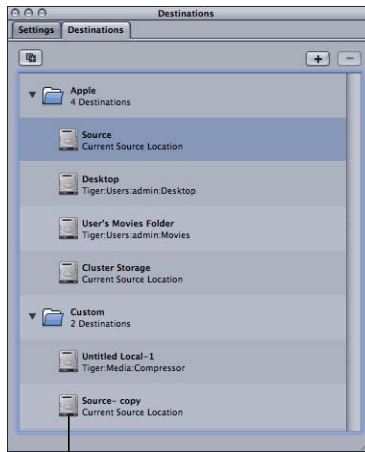 Destinations
Settings Destinations
Apple
4 Destinations
Source
Current Source Location
Desktop
Tiger:Users:admin:Desktop
User's Movies Folder
Tiger:Users:admin:Movies
Cluster Storage
Current Source Location
Custom
2 Destinations
Untitled Local-1
Tiger:Media:Compressor
Source- copy
Current Source Location